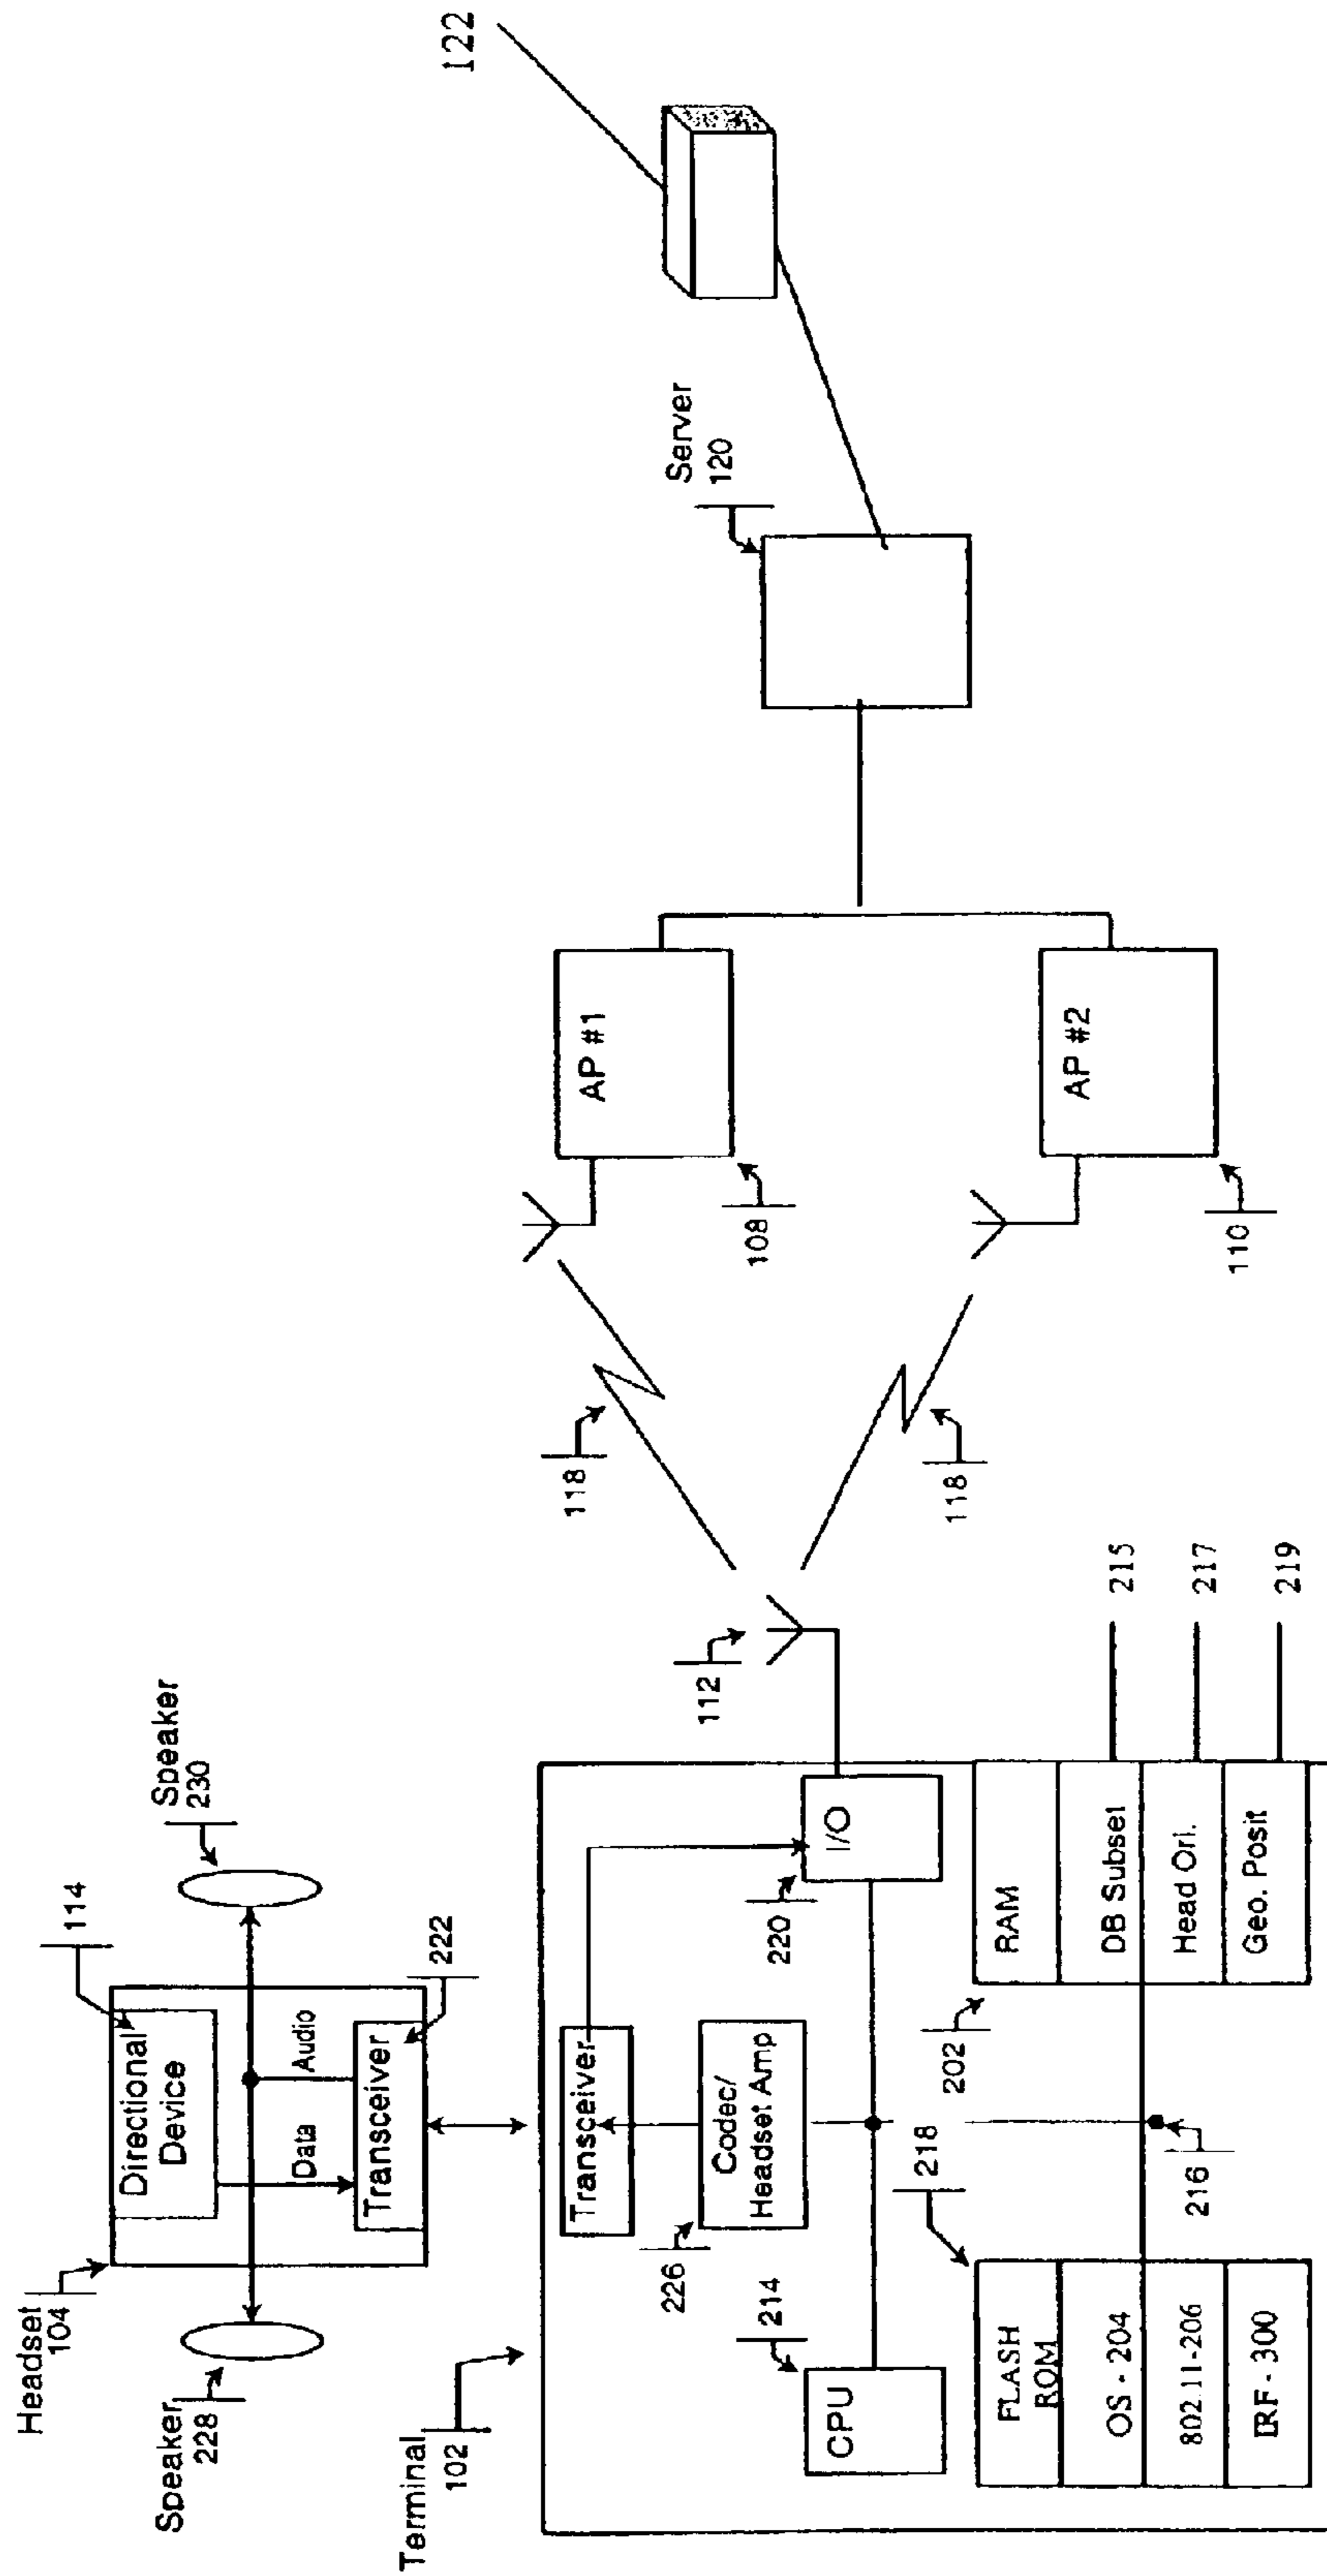 Headset
104
114
Speaker
228
Speaker
230
Directional
Device
Data
Audio
Transceiver
222
Terminal
102
Transceiver
226
Codec/
Headset Amp
214
CPU
220
I/O
112
218
202
FLASH
ROM
OS - 204
802.11-206
IRF - 300
216
RAM
DB Subset
Head Ori.
Geo. Posit
215
217
219
118
118
AP #1
108
AP #2
110
Server
120
122